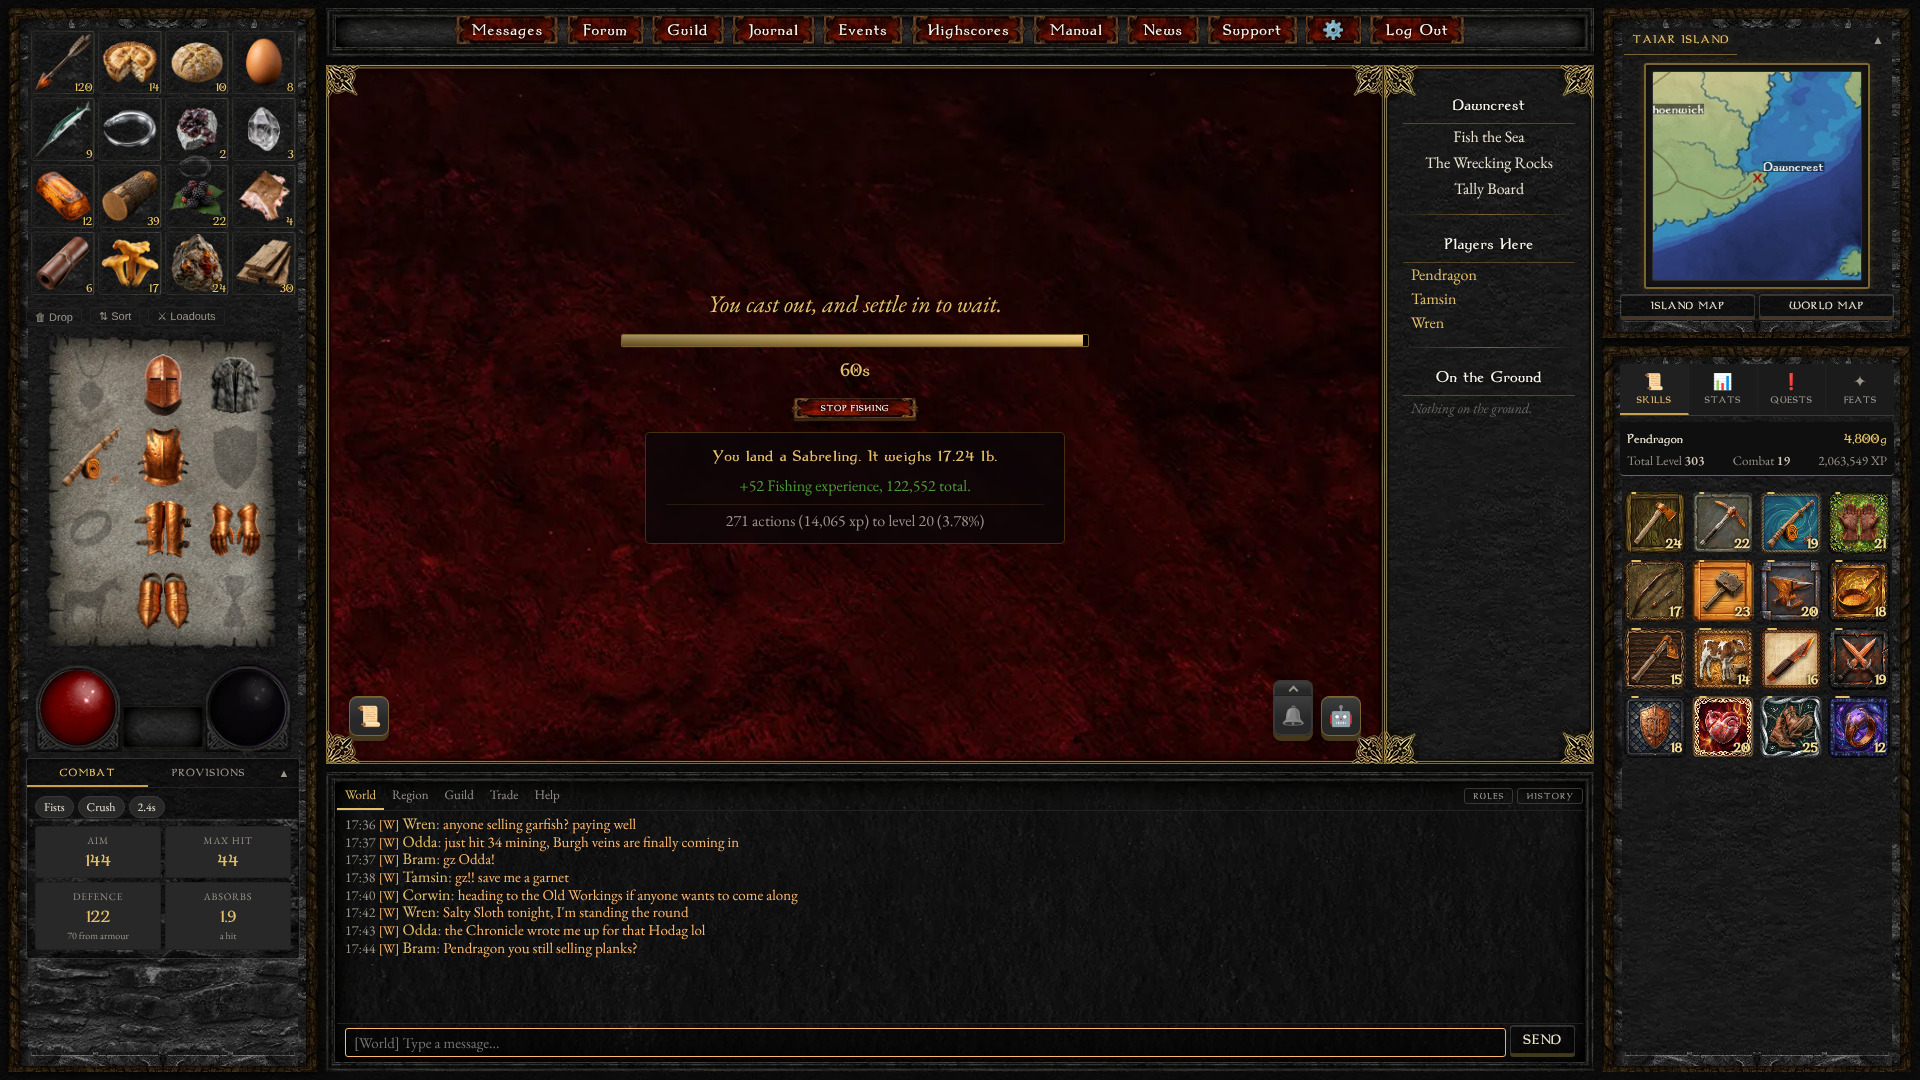 Messages Forum Guild Journal Events Highscores Manual News Support Log Out
120 14 10 8
9 2 3
12 39 22 4
6 17 24 30
Drop Sort Loadouts
COMBAT PROVISIONS
Fists Crush 2.4s
AIM
144
MAX HIT
44
DEFENCE
122
70 from armour
ABSORBS
1.9
a hit
You cast out, and settle in to wait.
60s
STOP FISHING
You land a Sabreling. It weighs 17.24 lb.
+52 Fishing experience, 122,552 total.
271 actions (14,065 xp) to level 20 (3.78%)
Dawncrest
Fish the Sea
The Wrecking Rocks
Tally Board
Players Here
Pendragon
Tamsin
Wren
On the Ground
Nothing on the ground.
World Region Guild Trade Help
RULES HISTORY
17:36 [W] Wren: anyone selling garfish? paying well
17:37 [W] Odda: just hit 34 mining, Burgh veins are finally coming in
17:37 [W] Bram: gz Odda!
17:38 [W] Tamsin: gz!! save me a garnet
17:40 [W] Corwin: heading to the Old Workings if anyone wants to come along
17:42 [W] Wren: Salty Sloth tonight, I'm standing the round
17:43 [W] Odda: the Chronicle wrote me up for that Hodag lol
17:44 [W] Bram: Pendragon you still selling planks?
[World] Type a message...
SEND
TAIAR ISLAND
hoenwich
Dawncrest
ISLAND MAP WORLD MAP
SKILLS STATS QUESTS FEATS
Pendragon 4,800g
Total Level 303 Combat 19 2,063,549 XP
24 22 19 21
17 23 20 18
15 14 16 19
18 20 25 12